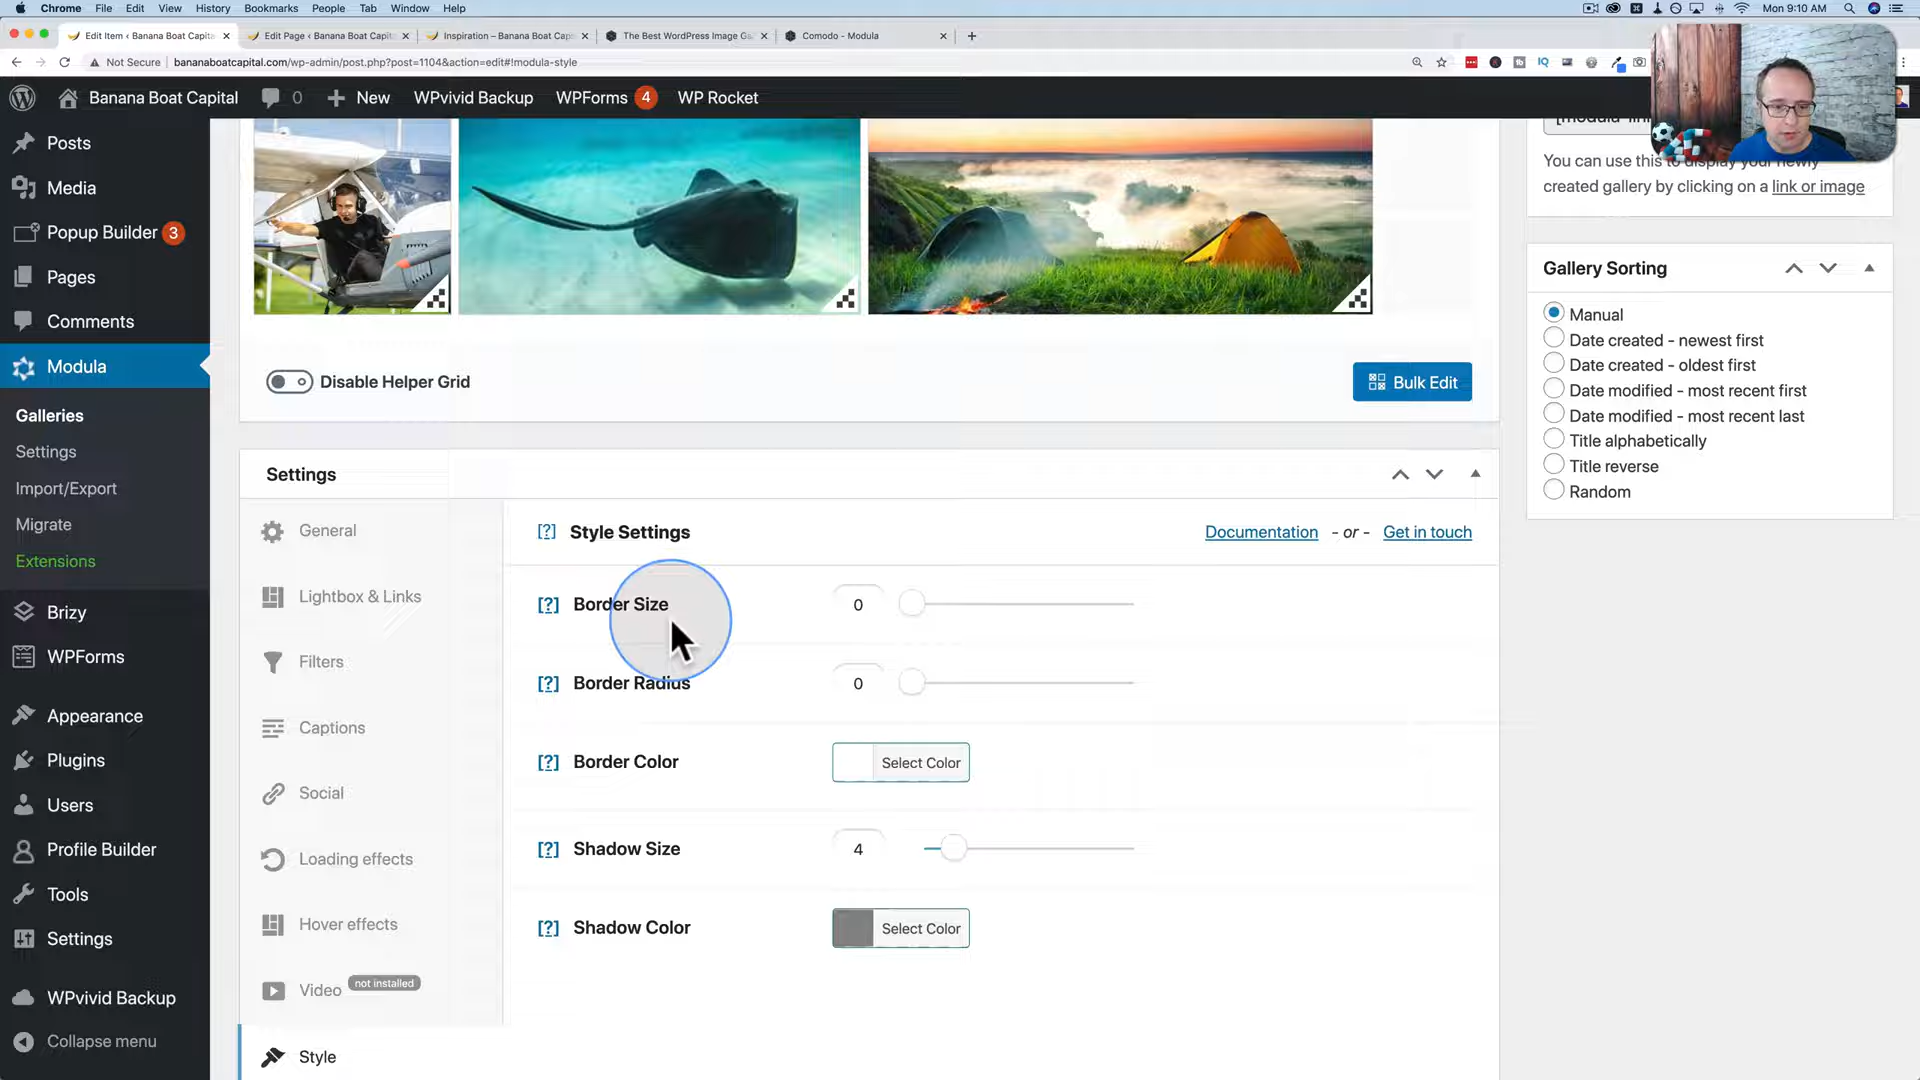 Chrome File Edit View History Bookmarks People Tab Window Help Mon 9:10 AM
Edit Item ‹ Banana Boat Capita Edit Page ‹ Banana Boat Capita Inspiration – Banana Boat Cap The Best WordPress Image Ga Comodo - Modula
Not Secure bananaboatcapital.com/wp-admin/post.php?post=1104&action=edit#!modula-style
Banana Boat Capital 0 New WPvivid Backup WPForms 4 WP Rocket
Posts
Media
Popup Builder 3
Pages
Comments
Modula
Galleries
Settings
Import/Export
Migrate
Extensions
Brizy
WPForms
Appearance
Plugins
Users
Profile Builder
Tools
Settings
WPvivid Backup
Collapse menu
Disable Helper Grid
Bulk Edit
Settings
General
Lightbox & Links
Filters
Captions
Social
Loading effects
Hover effects
Video not installed
Style
[?] Style Settings Documentation - or - Get in touch
[?] Border Size 0
[?] Border Radius 0
[?] Border Color Select Color
[?] Shadow Size 4
[?] Shadow Color Select Color
You can use this to display your newly
created gallery by clicking on a link or image
Gallery Sorting
Manual
Date created - newest first
Date created - oldest first
Date modified - most recent first
Date modified - most recent last
Title alphabetically
Title reverse
Random